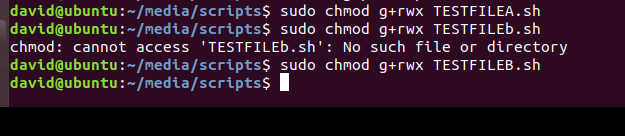 david@ubuntu:~/media/scripts$ sudo chmod g+rwx TESTFILEA.sh
david@ubuntu:~/media/scripts$ sudo chmod g+rwx TESTFILEb.sh
chmod: cannot access 'TESTFILEb.sh': No such file or directory
david@ubuntu:~/media/scripts$ sudo chmod g+rwx TESTFILEB.sh
david@ubuntu:~/media/scripts$